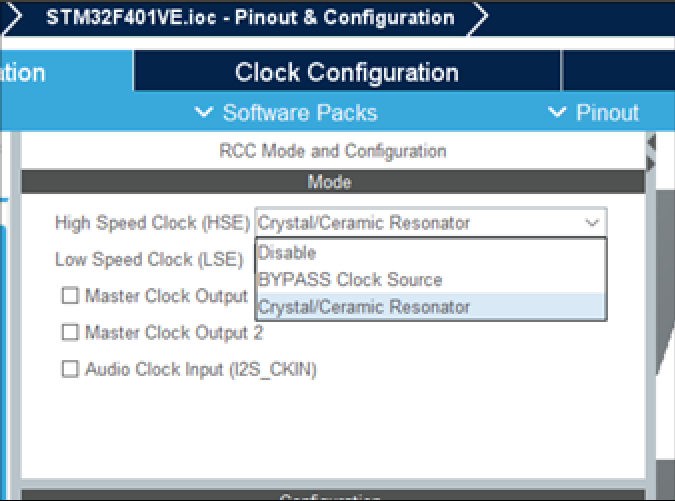 STM32F401VE.ioc - Pinout & Configuration
ation Clock Configuration
Software Packs Pinout
RCC Mode and Configuration
Mode
High Speed Clock (HSE) Crystal/Ceramic Resonator
Disable
Low Speed Clock (LSE)
BYPASS Clock Source
Master Clock Output
Crystal/Ceramic Resonator
Master Clock Output 2
Audio Clock Input (I2S_CKIN)
Configuration